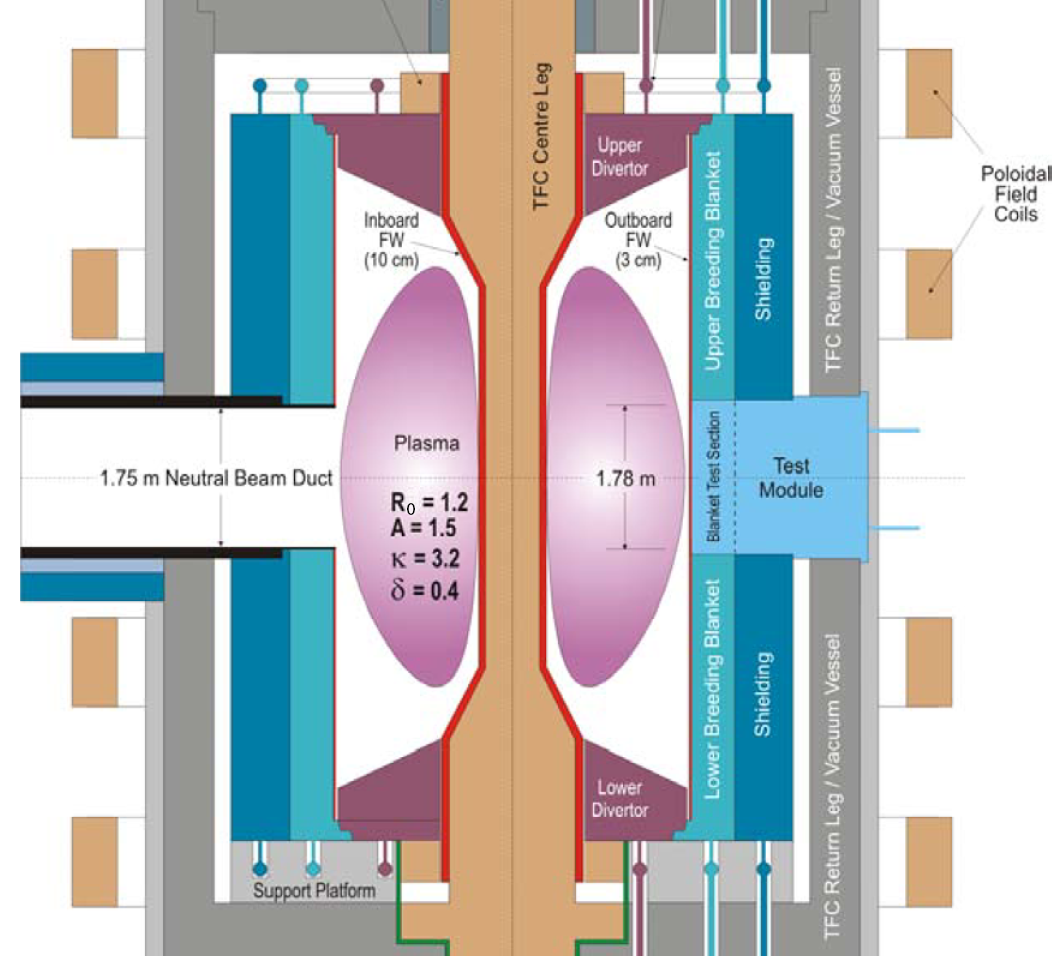 TFC Centre Leg
Upper
Divertor
Inboard
FW
(10 cm)
Outboard
FW
(3 cm)
Upper Breeding Blanket
Shielding
TFC Return Leg / Vacuum Vessel
Poloidal
Field
Coils
Plasma
1.75 m Neutral Beam Duct
R0 = 1.2
A = 1.5
κ = 3.2
δ = 0.4
1.78 m
Blanket Test Section
Test
Module
Lower Breeding Blanket
Shielding
TFC Return Leg / Vacuum Vessel
Lower
Divertor
Support Platform